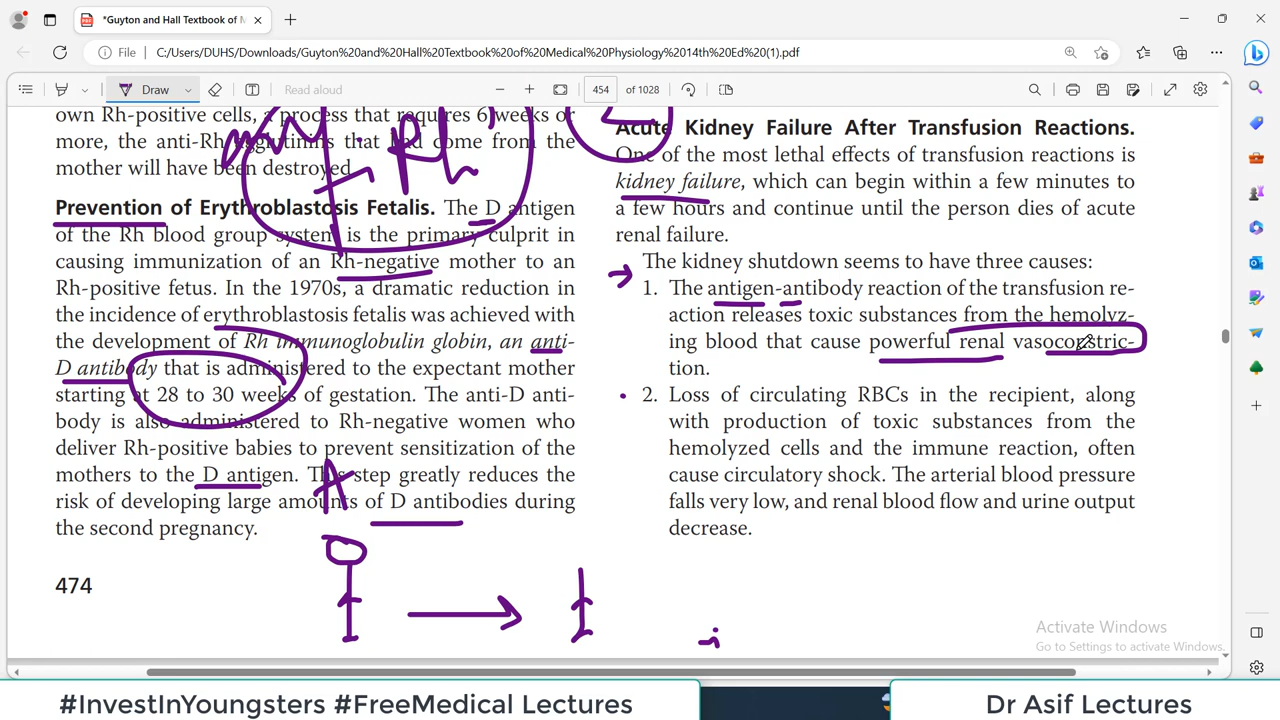 *Guyton and Hall Textbook of M
File
C:/Users/DUHS/Downloads/Guyton%20and%20Hall%20Textbook%20of%20Medical%20Physiology%2014th%20Ed%20(1).pdf
Draw
Read aloud
454 of 1028
own Rh-positive cells, a process that requires 6 weeks or
more, the anti-Rh agglutinins that had come from the
mother will have been destroyed.
Prevention of Erythroblastosis Fetalis. The D antigen
of the Rh blood group system is the primary culprit in
causing immunization of an Rh-negative mother to an
Rh-positive fetus. In the 1970s, a dramatic reduction in
the incidence of erythroblastosis fetalis was achieved with
the development of Rh immunoglobulin globin, an anti-
D antibody that is administered to the expectant mother
starting at 28 to 30 weeks of gestation. The anti-D anti-
body is also administered to Rh-negative women who
deliver Rh-positive babies to prevent sensitization of the
mothers to the D antigen. This step greatly reduces the
risk of developing large amounts of D antibodies during
the second pregnancy.
474
Acute Kidney Failure After Transfusion Reactions.
One of the most lethal effects of transfusion reactions is
kidney failure, which can begin within a few minutes to
a few hours and continue until the person dies of acute
renal failure.
The kidney shutdown seems to have three causes:
1. The antigen-antibody reaction of the transfusion re-
action releases toxic substances from the hemolyz-
ing blood that cause powerful renal vasoconstric-
tion.
2. Loss of circulating RBCs in the recipient, along
with production of toxic substances from the
hemolyzed cells and the immune reaction, often
cause circulatory shock. The arterial blood pressure
falls very low, and renal blood flow and urine output
decrease.
Rh
A
Activate Windows
Go to Settings to activate Windows.
#InvestInYoungsters #FreeMedical Lectures
Dr Asif Lectures